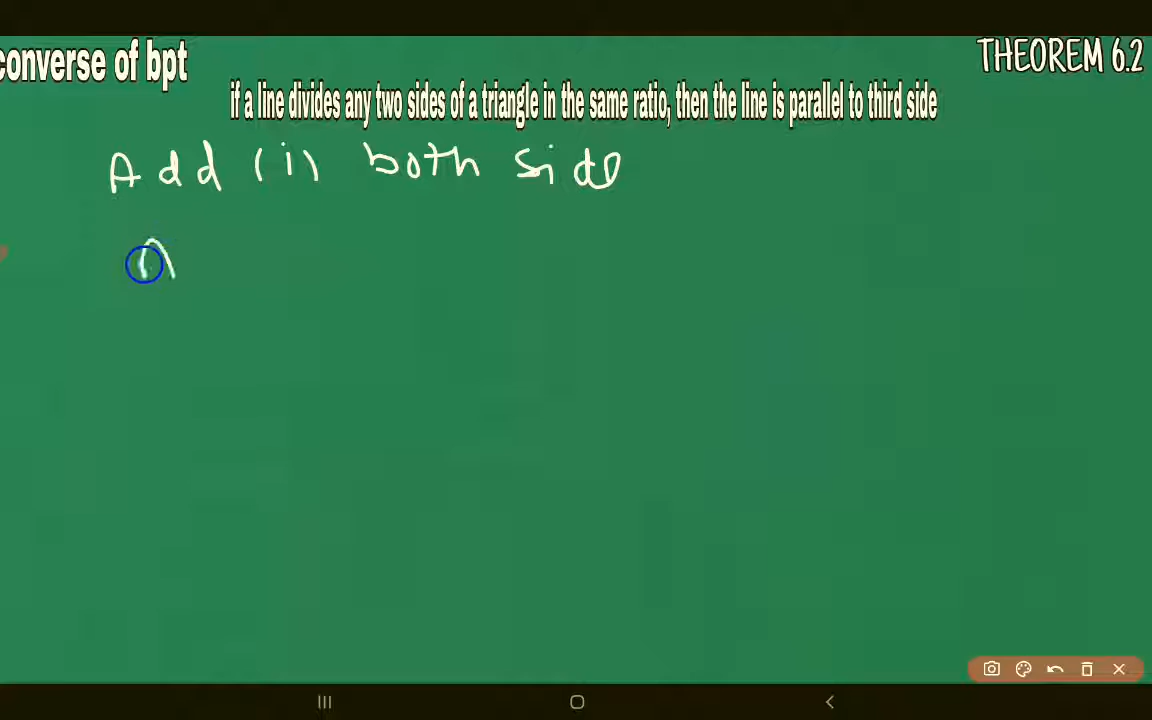 converse of bpt
THEOREM 6.2
if a line divides any two sides of a triangle in the same ratio, then the line is parallel to third side
Add (i) both side
A